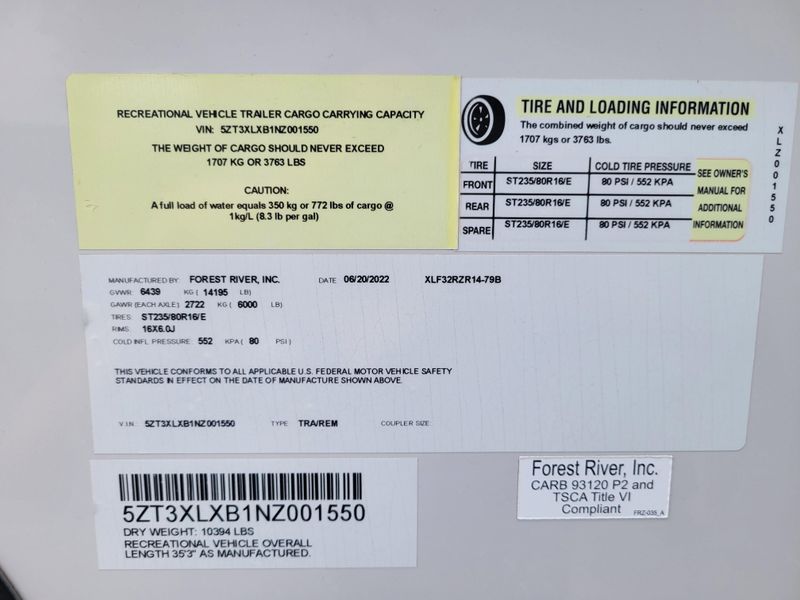 RECREATIONAL VEHICLE TRAILER CARGO CARRYING CAPACITY
VIN: 5ZT3XLXB1NZ001550
THE WEIGHT OF CARGO SHOULD NEVER EXCEED
1707 KG OR 3763 LBS
CAUTION:
A full load of water equals 350 kg or 772 lbs of cargo @
1kg/L (8.3 lb per gal)
TIRE AND LOADING INFORMATION
The combined weight of cargo should never exceed
1707 kgs or 3763 lbs.
TIRE SIZE COLD TIRE PRESSURE
FRONT ST235/80R16/E 80 PSI / 552 KPA
REAR ST235/80R16/E 80 PSI / 552 KPA
SPARE ST235/80R16/E 80 PSI / 552 KPA
SEE OWNER'S
MANUAL FOR
ADDITIONAL
INFORMATION
XLZ001550
MANUFACTURED BY: FOREST RIVER, INC. DATE 06/20/2022 XLF32RZR14-79B
GVWR: 6439 KG ( 14195 LB)
GAWR (EACH AXLE): 2722 KG ( 6000 LB)
TIRES: ST235/80R16/E
RIMS: 16X6.0J
COLD INFL PRESSURE: 552 KPA ( 80 PSI)
THIS VEHICLE CONFORMS TO ALL APPLICABLE U.S. FEDERAL MOTOR VEHICLE SAFETY
STANDARDS IN EFFECT ON THE DATE OF MANUFACTURE SHOWN ABOVE.
V.I.N.: 5ZT3XLXB1NZ001550 TYPE: TRA/REM COUPLER SIZE:
5ZT3XLXB1NZ001550
DRY WEIGHT: 10394 LBS
RECREATIONAL VEHICLE OVERALL
LENGTH 35'3" AS MANUFACTURED.
Forest River, Inc.
CARB 93120 P2 and
TSCA Title VI
Compliant
FRZ-035_A